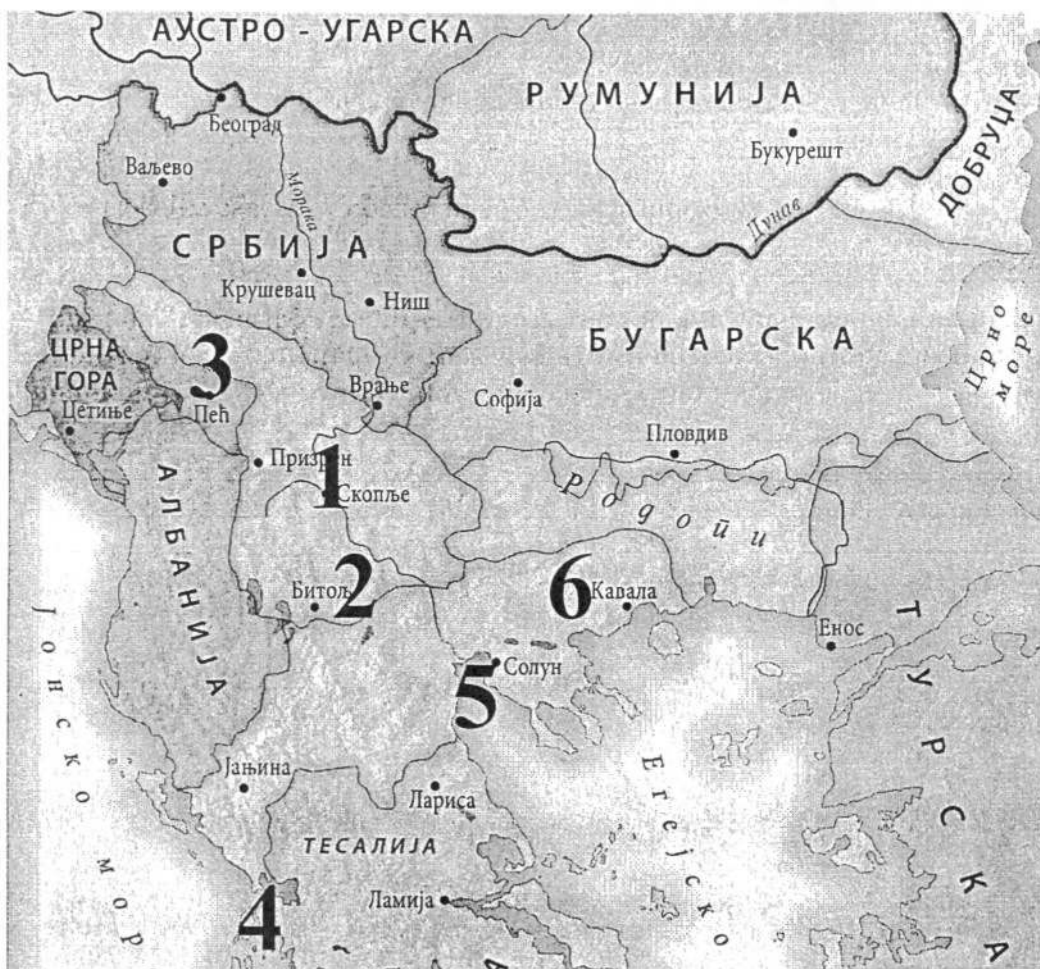 АУСТРО - УГАРСКА
РУМУНИЈА
ДОБРУЏА
Београд
Букурешт
Ваљево
Морава
Дунав
СРБИЈА
Крушевац
Ниш
БУГАРСКА
Црно
море
ЦРНА
ГОРА
3
Пећ
Врање
Софија
Цетиње
Пловдив
Призрен
1
Скопље
Родопи
АЛБАНИЈА
Битољ
2
6
Кавала
Енос
ТУРСКА
Јонско мор
5
Солун
Јањина
Лариса
Егејско
ТЕСАЛИЈА
4
Ламија